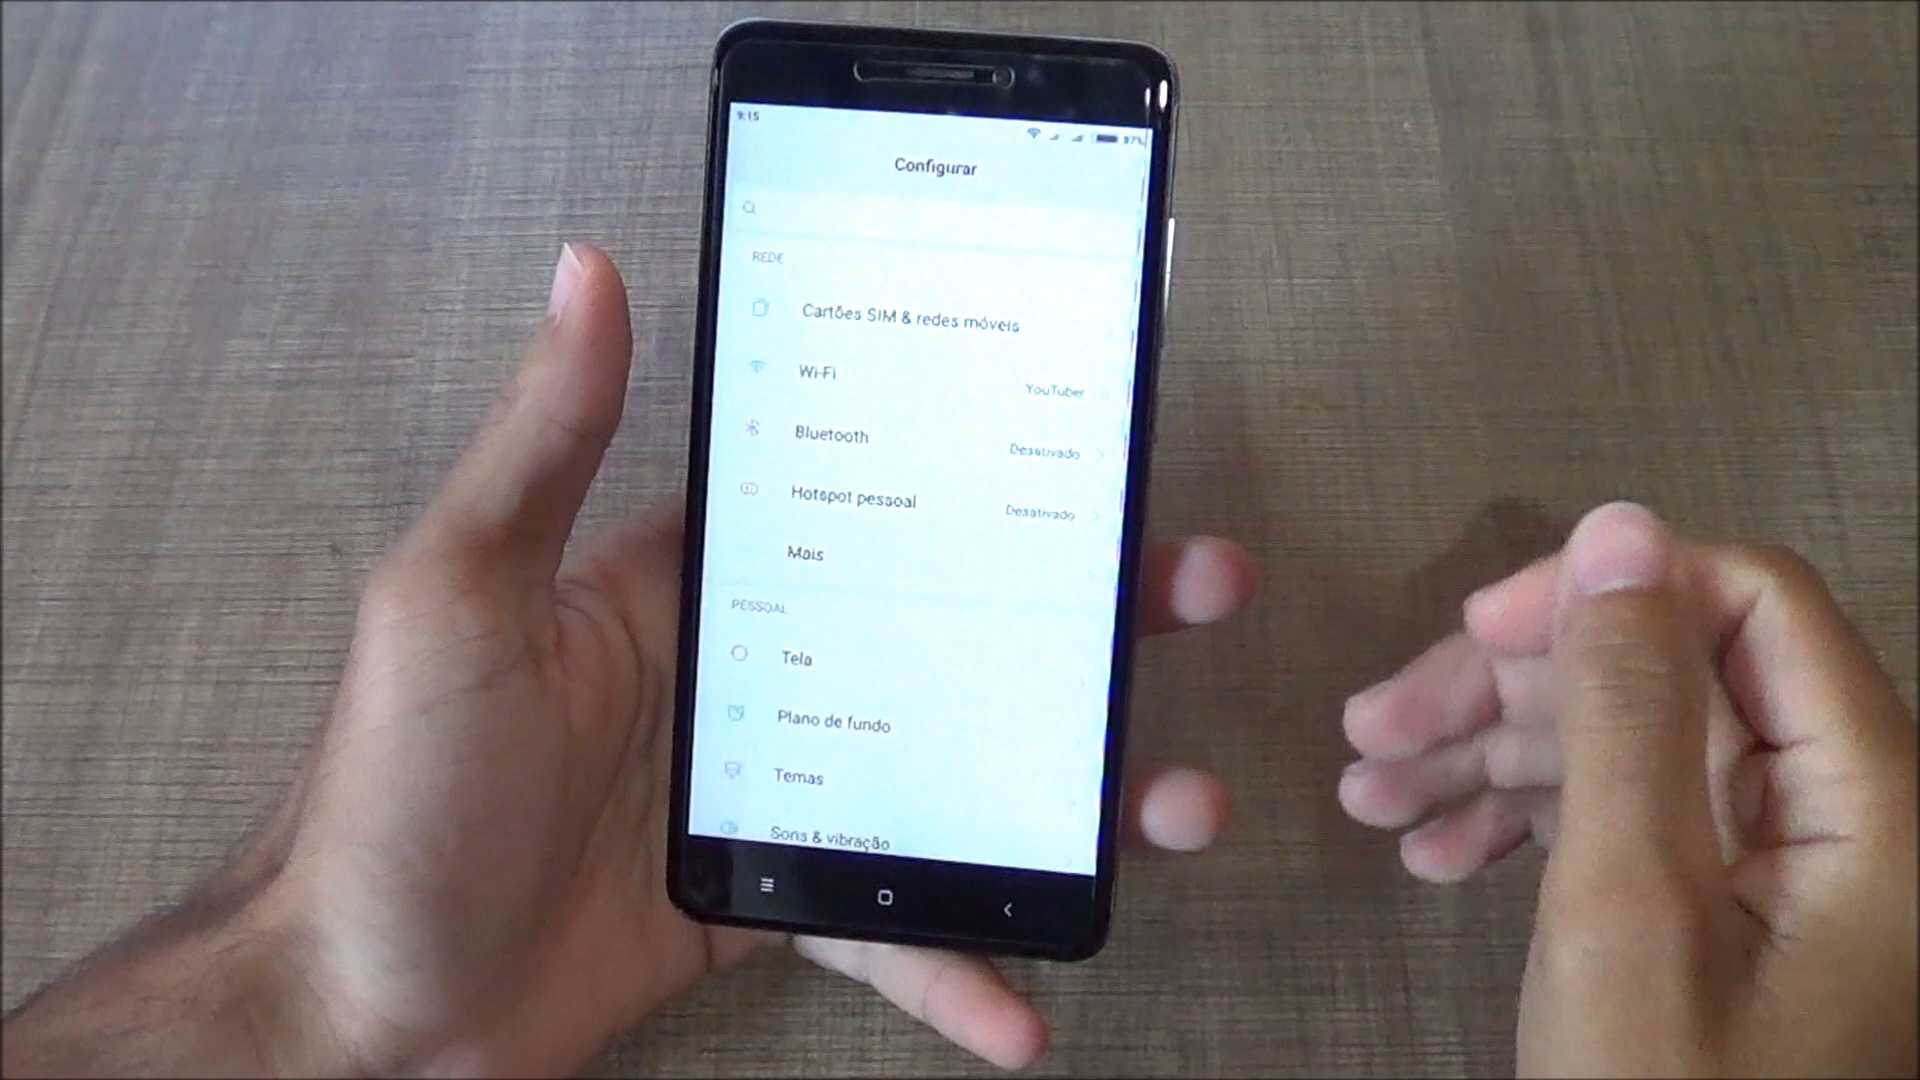 9:15
97%
Configurar
REDE
Cartões SIM & redes móveis
Wi-Fi
YouTuber
Bluetooth
Desativado
Hotspot pessoal
Desativado
Mais
PESSOAL
Tela
Plano de fundo
Temas
Sons & vibração